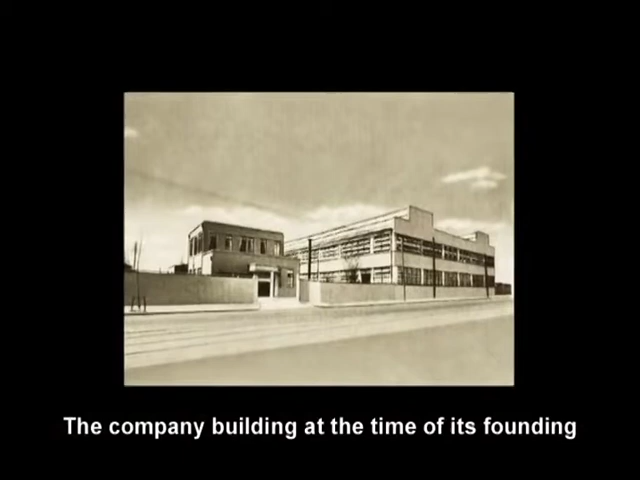 The company building at the time of its founding